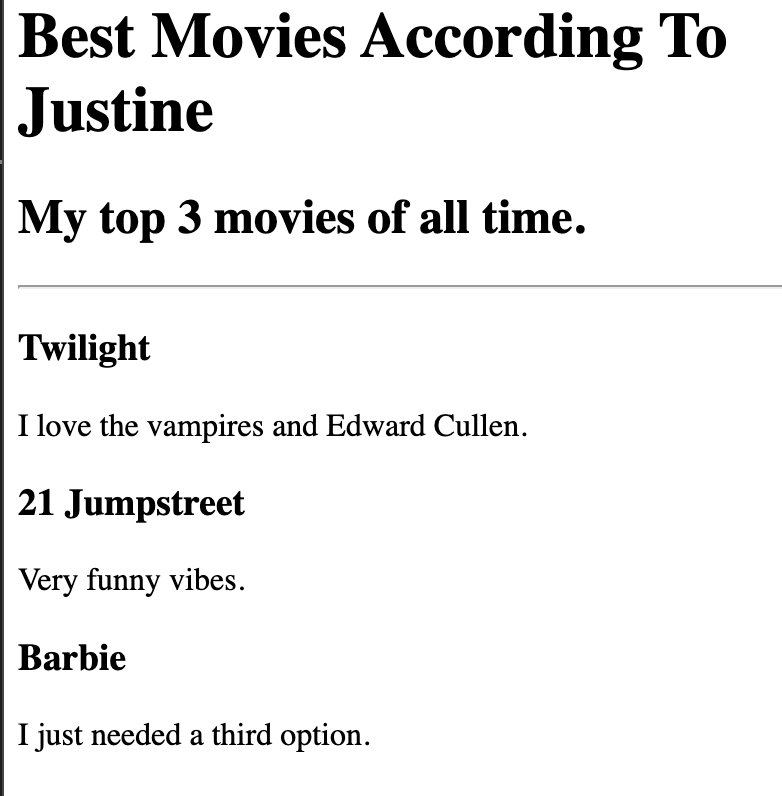 Best Movies According To
Justine
My top 3 movies of all time.
Twilight
I love the vampires and Edward Cullen.
21 Jumpstreet
Very funny vibes.
Barbie
I just needed a third option.